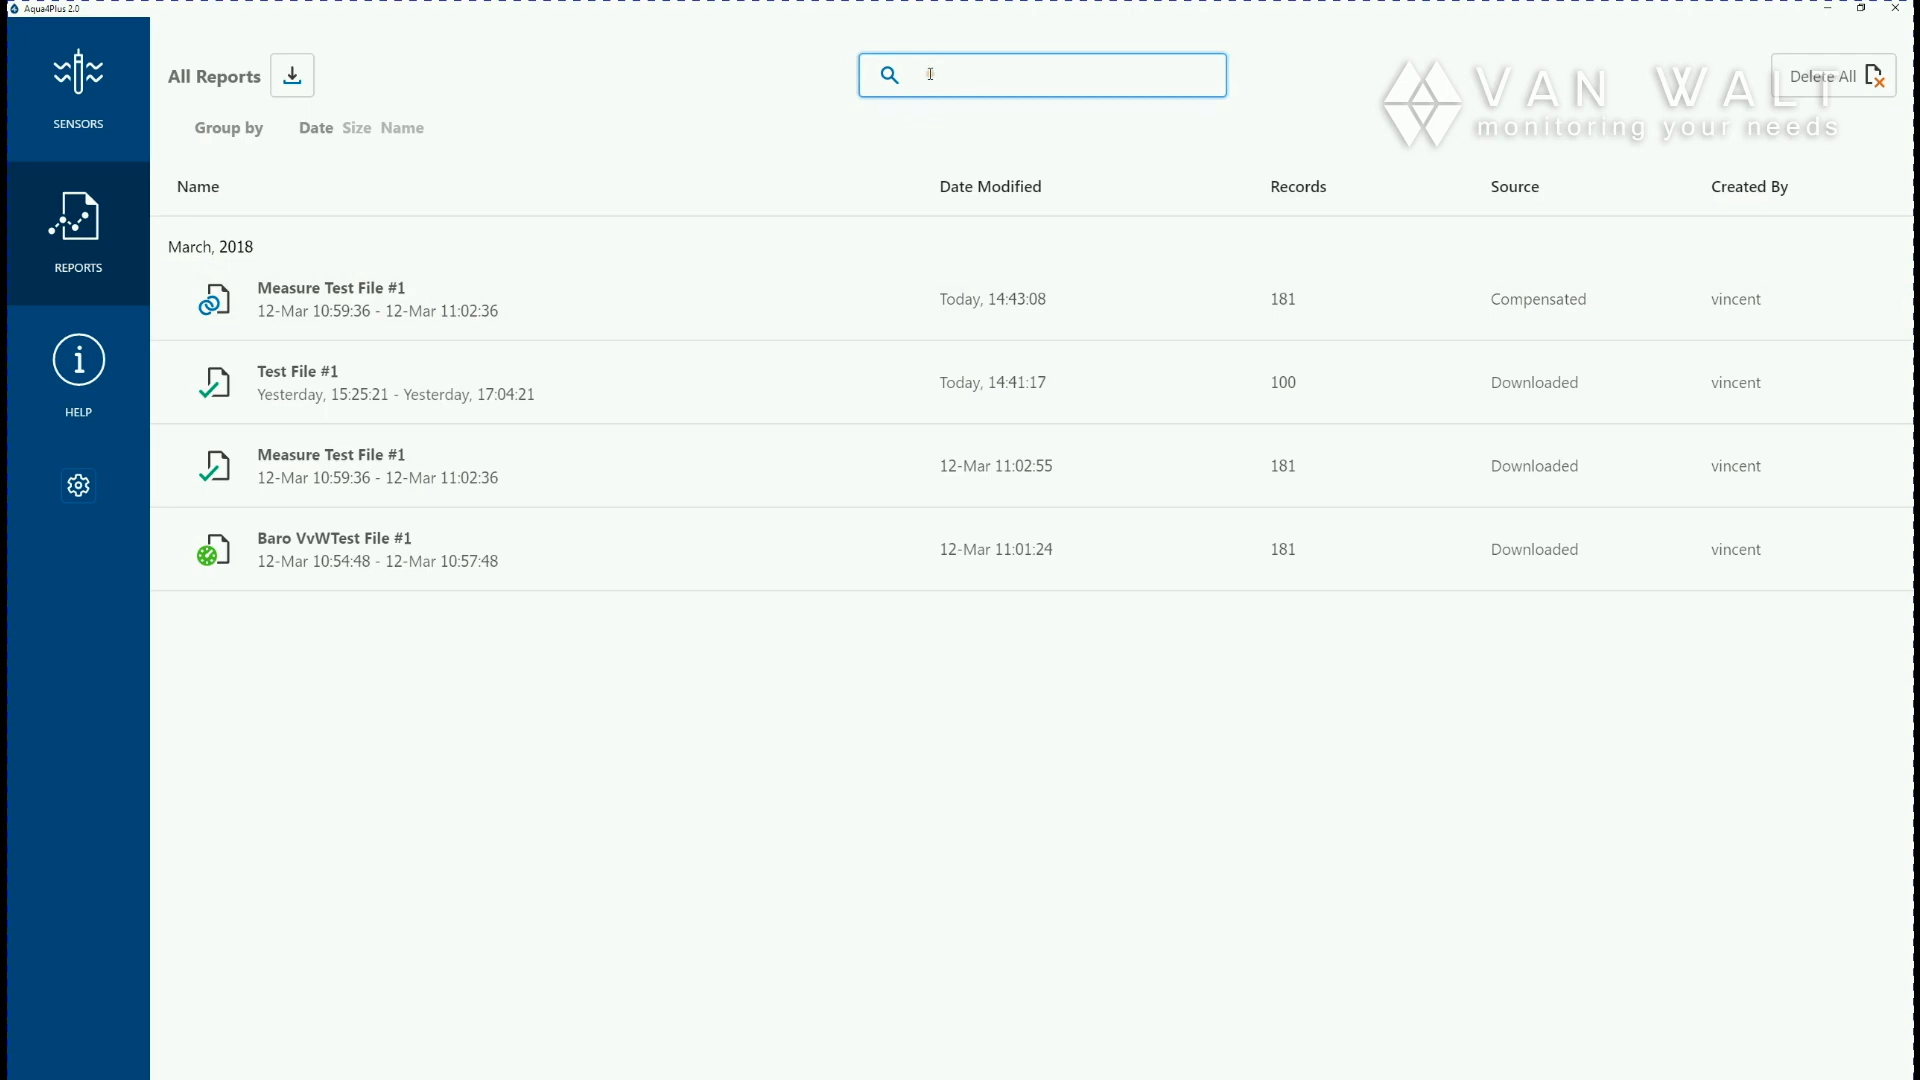 Aqua4Plus 2.0
SENSORS
REPORTS
HELP
All Reports
Delete All
VAN WALT
monitoring your needs
Group by Date Size Name
Name Date Modified Records Source Created By
March, 2018
Measure Test File #1
12-Mar 10:59:36 - 12-Mar 11:02:36
Today, 14:43:08 181 Compensated vincent
Test File #1
Yesterday, 15:25:21 - Yesterday, 17:04:21
Today, 14:41:17 100 Downloaded vincent
Measure Test File #1
12-Mar 10:59:36 - 12-Mar 11:02:36
12-Mar 11:02:55 181 Downloaded vincent
Baro VvWTest File #1
12-Mar 10:54:48 - 12-Mar 10:57:48
12-Mar 11:01:24 181 Downloaded vincent